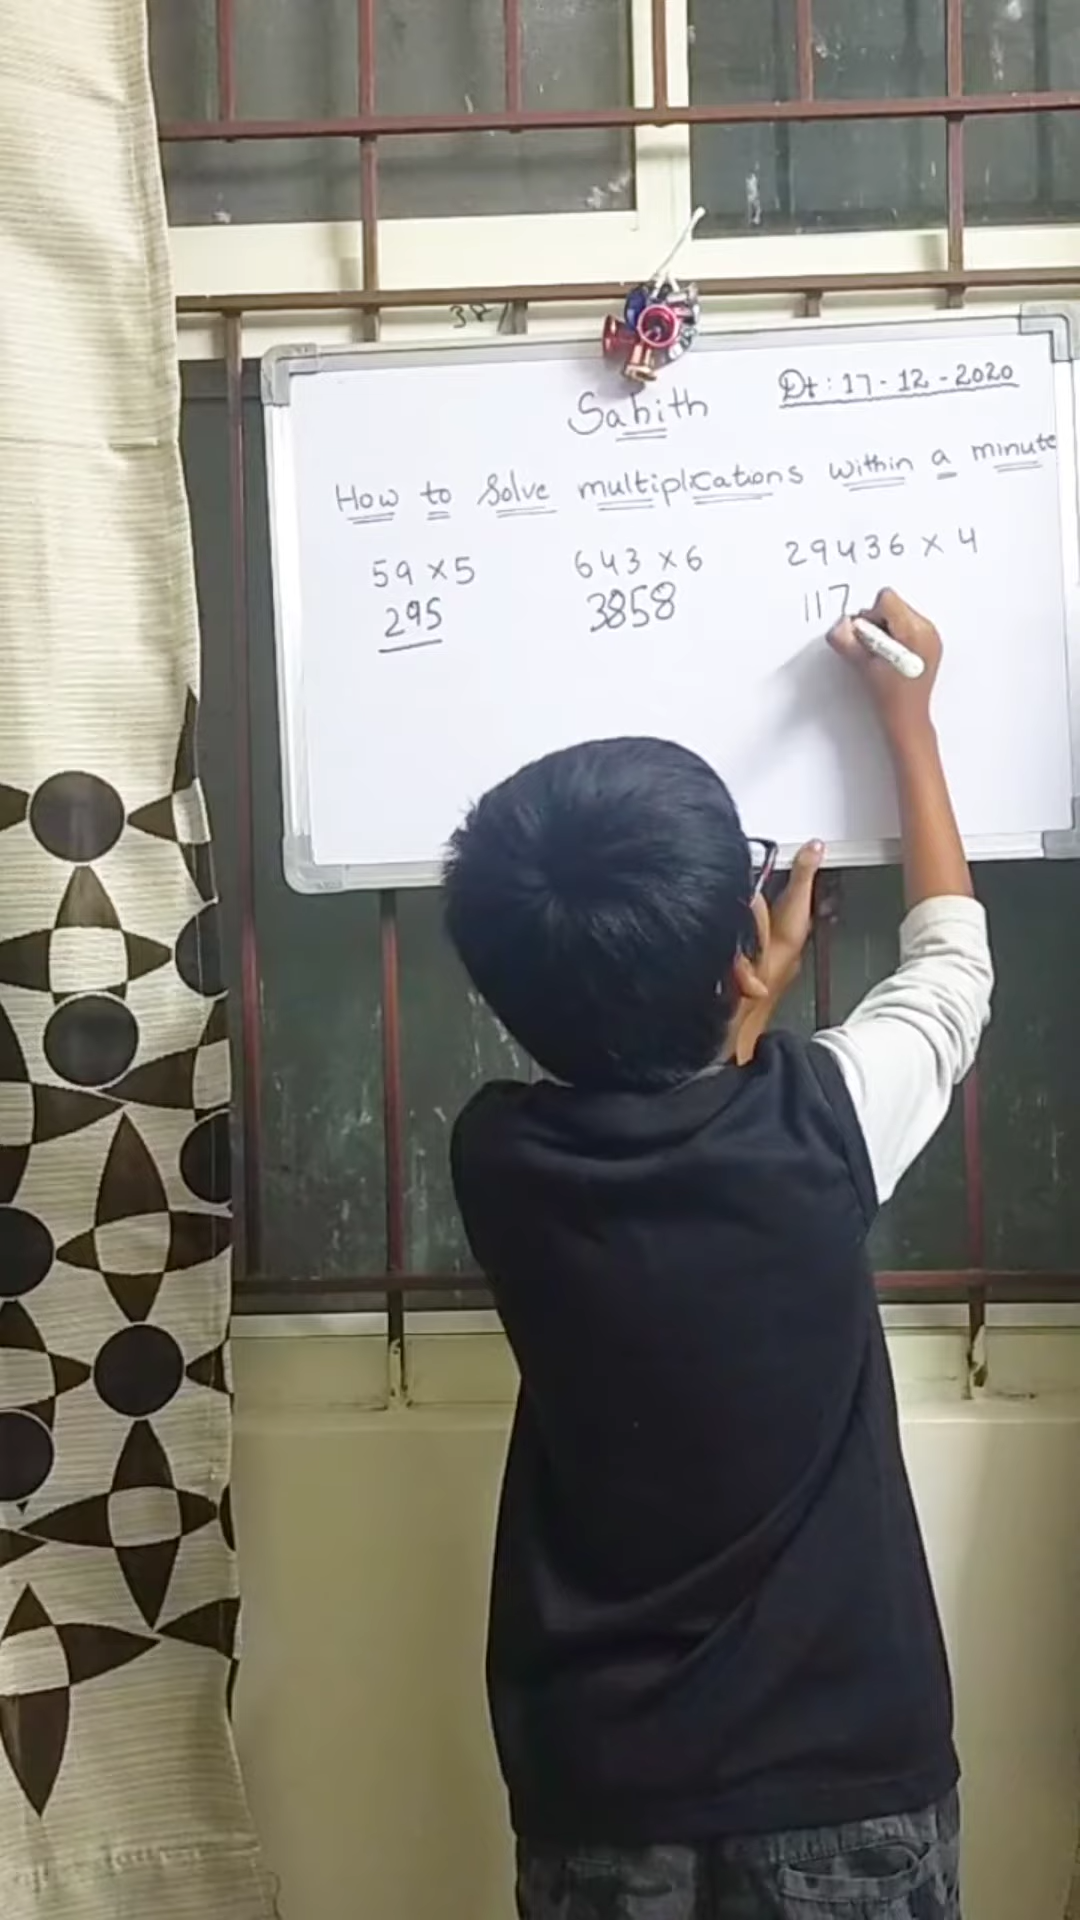 Sahith
Dt: 17-12-2020
How to Solve multiplications within a minute
59 × 5
643 × 6
29436 × 4
295
3858
117